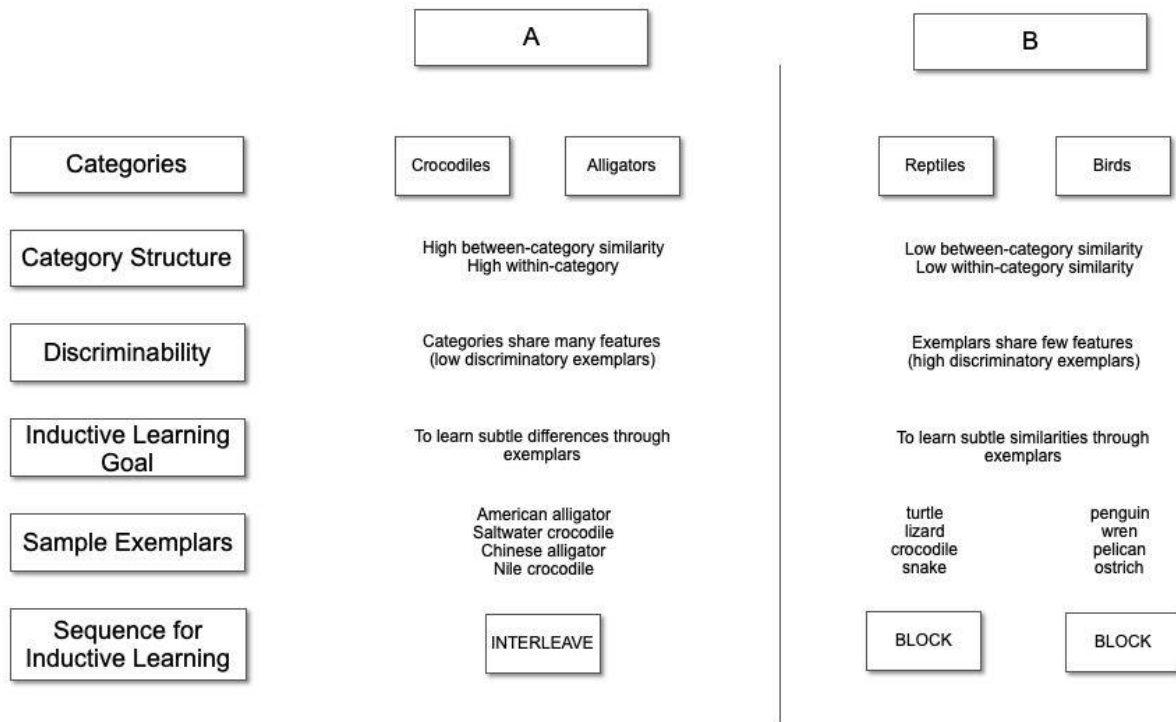 A
B
Categories
Crocodiles
Alligators
Reptiles
Birds
Category Structure
High between-category similarity
High within-category
Low between-category similarity
Low within-category similarity
Discriminability
Categories share many features
(low discriminatory exemplars)
Exemplars share few features
(high discriminatory exemplars)
Inductive Learning
Goal
To learn subtle differences through
exemplars
To learn subtle similarities through
exemplars
Sample Exemplars
American alligator
Saltwater crocodile
Chinese alligator
Nile crocodile
turtle
lizard
crocodile
snake
penguin
wren
pelican
ostrich
Sequence for
Inductive Learning
INTERLEAVE
BLOCK
BLOCK